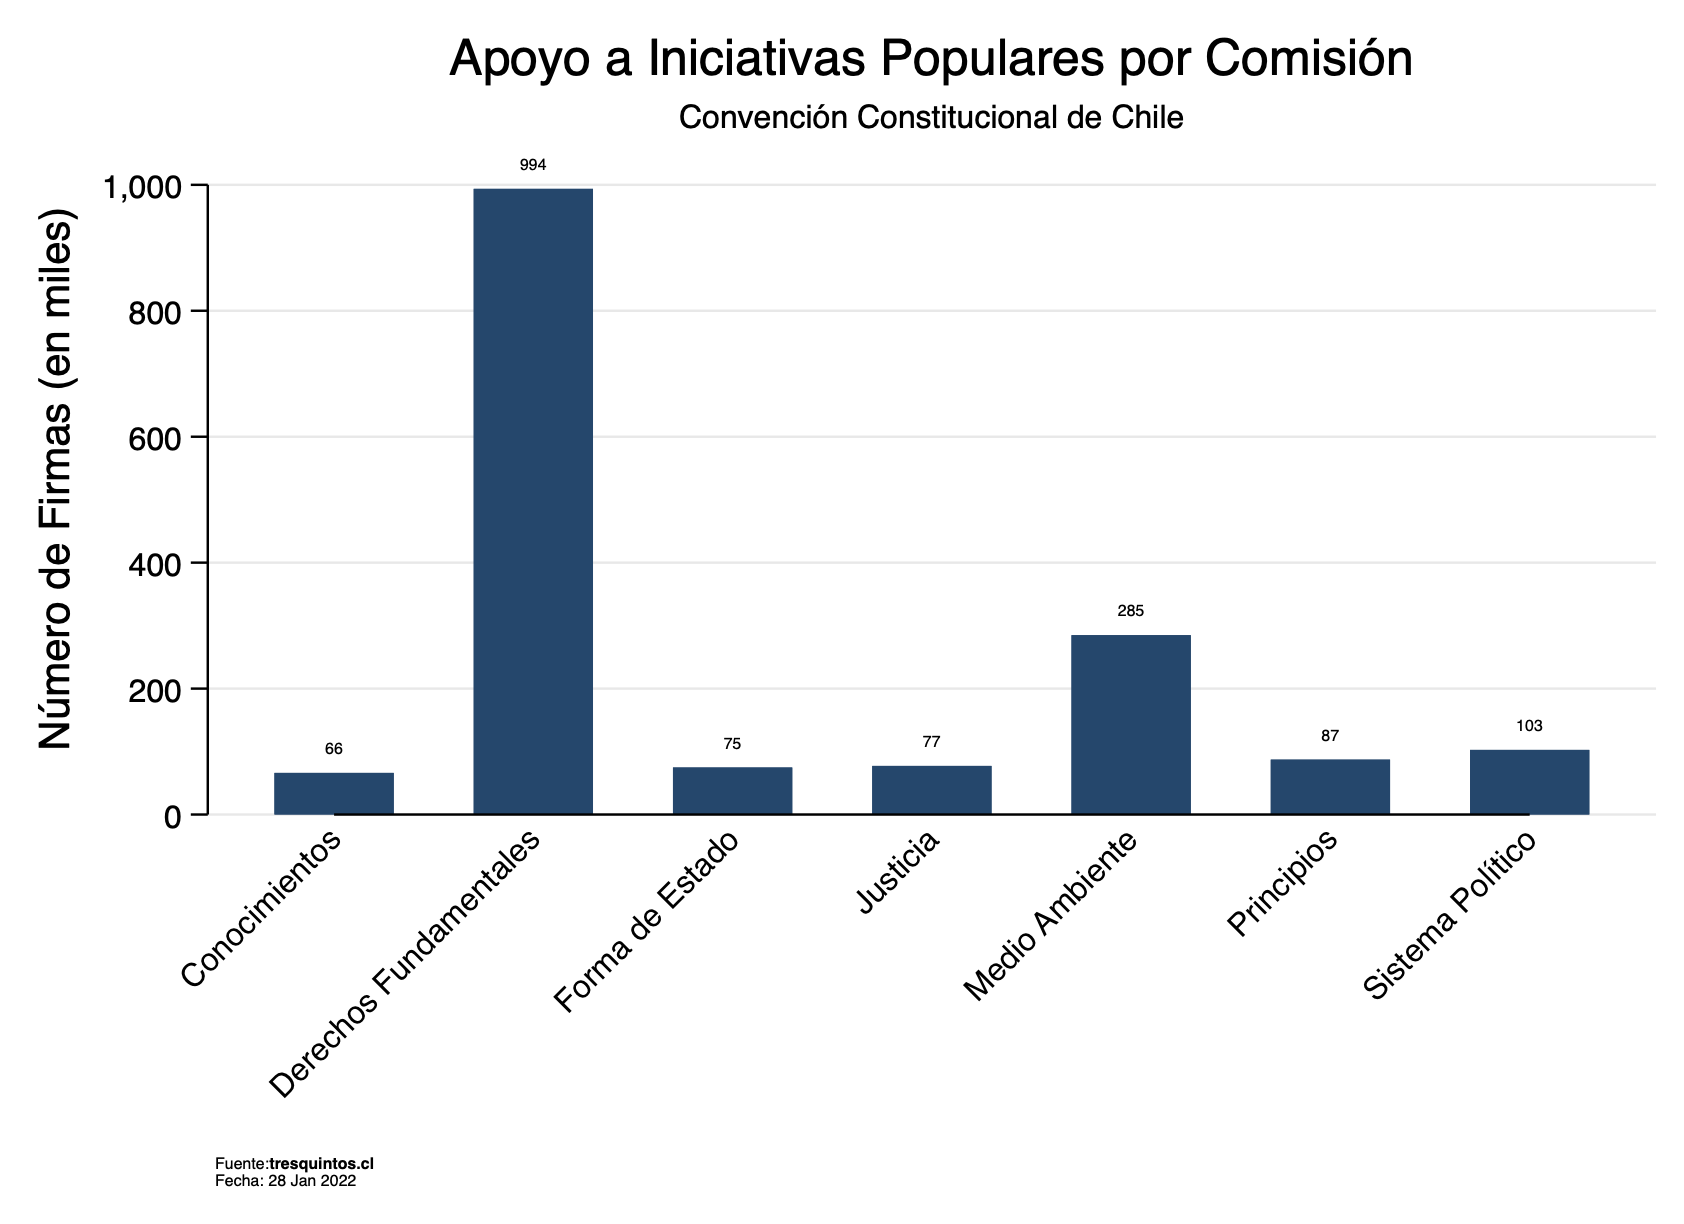 Apoyo a Iniciativas Populares por Comisión
Convención Constitucional de Chile
Número de Firmas (en miles)
1,000
800
600
400
200
0
66
994
75
77
285
87
103
Conocimientos
Derechos Fundamentales
Forma de Estado
Justicia
Medio Ambiente
Principios
Sistema Político
Fuente:tresquintos.cl
Fecha: 28 Jan 2022